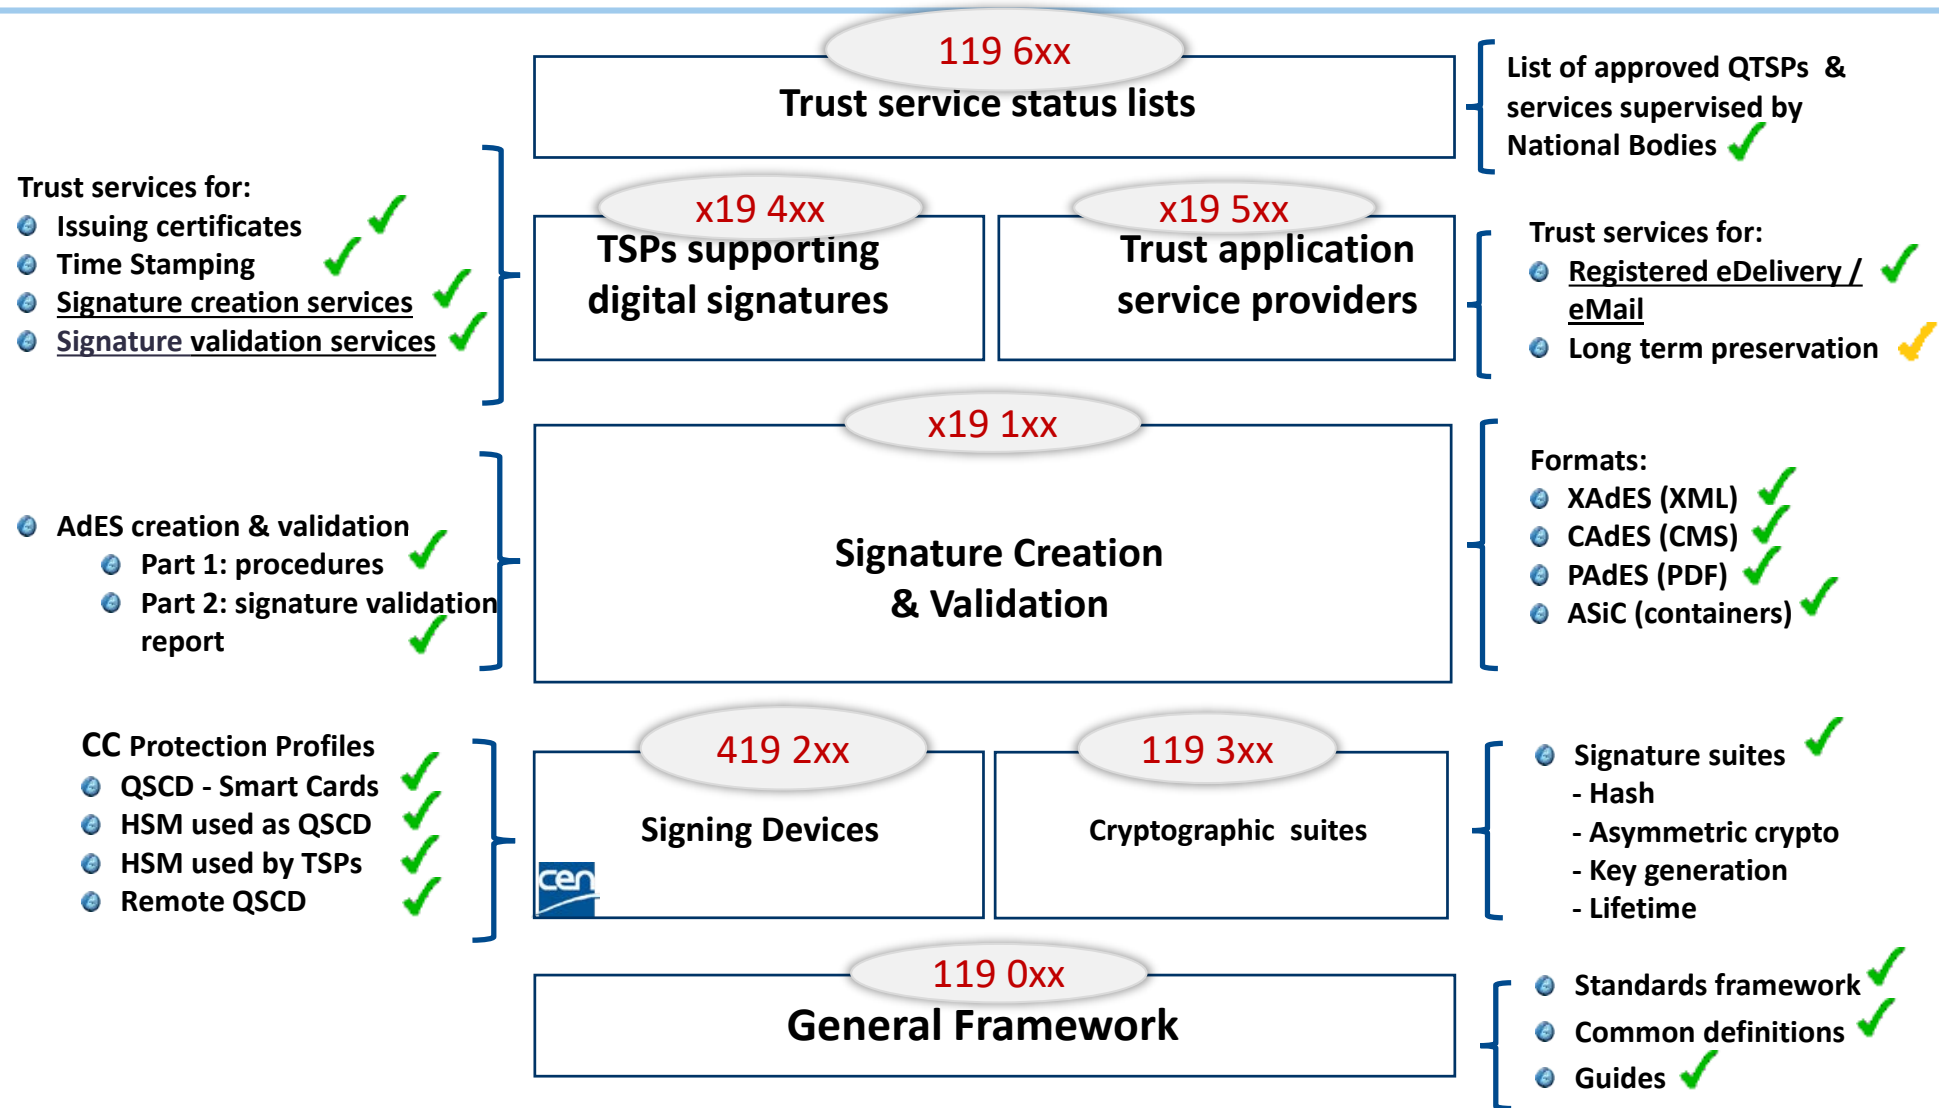 119 6xx
Trust service status lists
List of approved QTSPs &
services supervised by
National Bodies
Trust services for:
Issuing certificates
Time Stamping
Signature creation services
Signature validation services
x19 4xx
TSPs supporting
digital signatures
x19 5xx
Trust application
service providers
Trust services for:
Registered eDelivery /
eMail
Long term preservation
x19 1xx
Signature Creation
& Validation
AdES creation & validation
Part 1: procedures
Part 2: signature validation
report
Formats:
XAdES (XML)
CAdES (CMS)
PAdES (PDF)
ASiC (containers)
CC Protection Profiles
QSCD - Smart Cards
HSM used as QSCD
HSM used by TSPs
Remote QSCD
419 2xx
Signing Devices
cen
119 3xx
Cryptographic suites
Signature suites
- Hash
- Asymmetric crypto
- Key generation
- Lifetime
119 0xx
General Framework
Standards framework
Common definitions
Guides